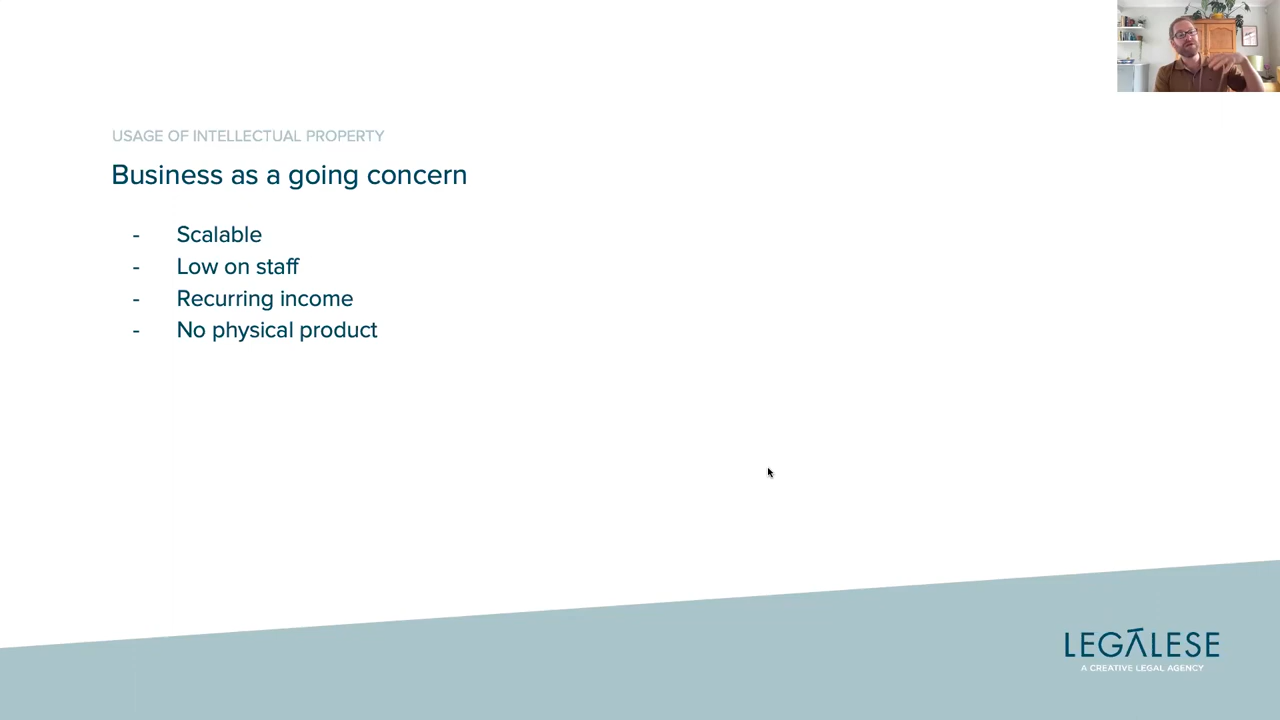 USAGE OF INTELLECTUAL PROPERTY
Business as a going concern
- Scalable
- Low on staff
- Recurring income
- No physical product
LEGALESE
A CREATIVE LEGAL AGENCY